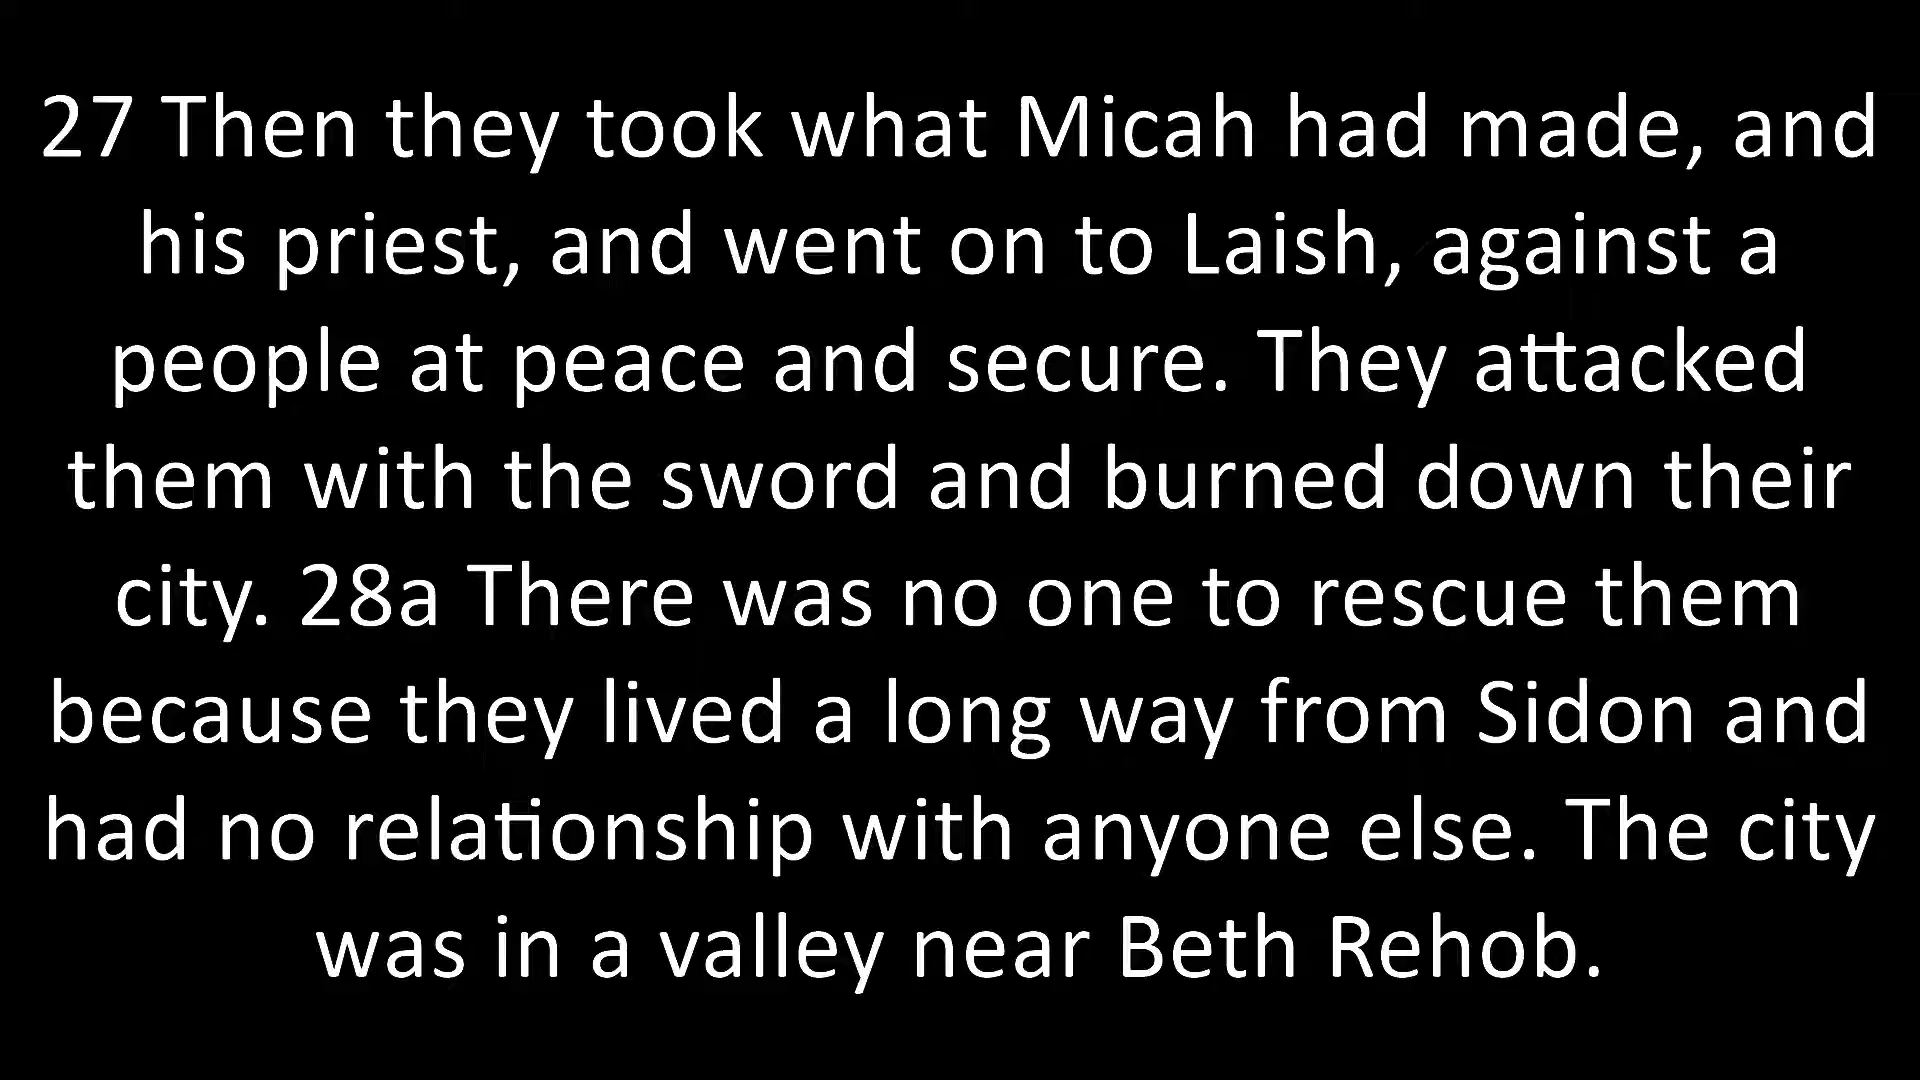 27 Then they took what Micah had made, and
his priest, and went on to Laish, against a
people at peace and secure. They attacked
them with the sword and burned down their
city. 28a There was no one to rescue them
because they lived a long way from Sidon and
had no relationship with anyone else. The city
was in a valley near Beth Rehob.